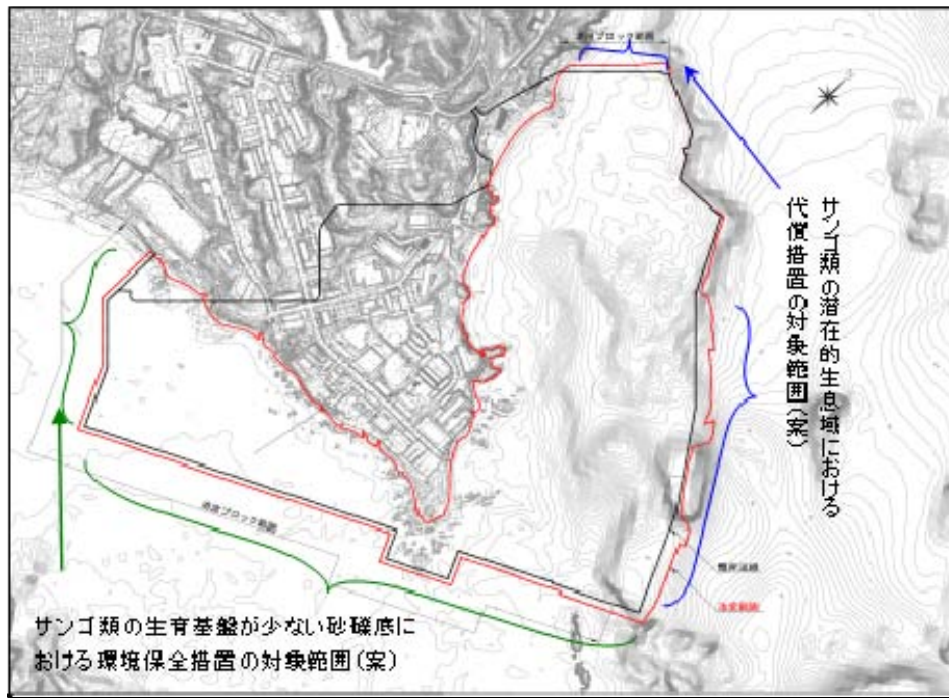 サンゴ類の潜在的生息域における
代償措置の対象範囲(案)
サンゴ類の生育基盤が少ない砂礫底に
おける環境保全措置の対象範囲(案)